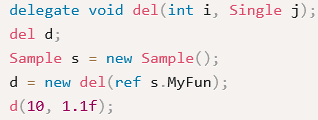 delegate void del(int i, Single j);
del d;
Sample s = new Sample();
d = new del(ref s.MyFun);
d(10, 1.1f);